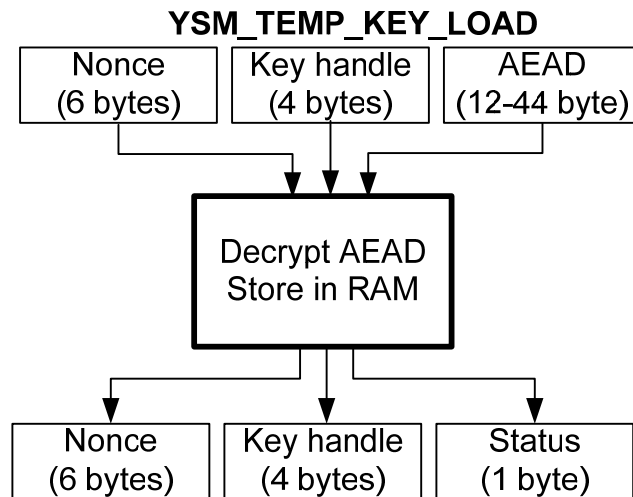 YSM_TEMP_KEY_LOAD
Nonce
(6 bytes)
Key handle
(4 bytes)
AEAD
(12-44 byte)
Decrypt AEAD
Store in RAM
Nonce
(6 bytes)
Key handle
(4 bytes)
Status
(1 byte)